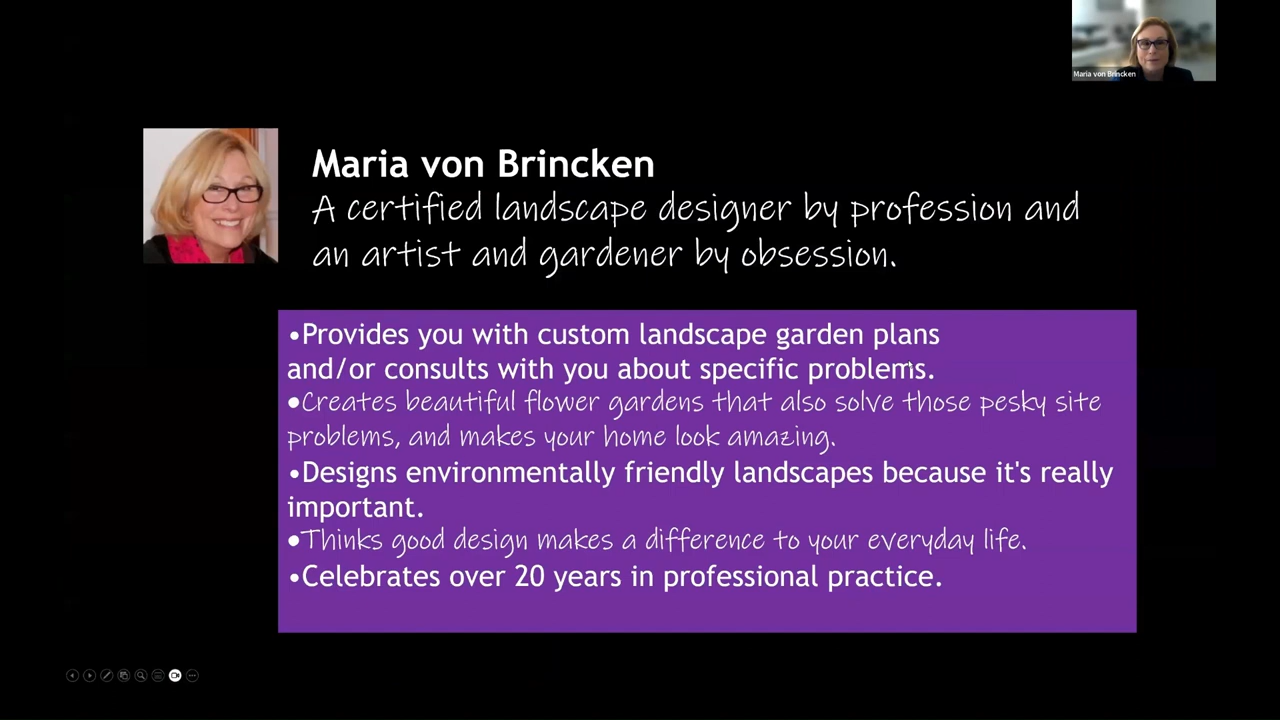 Maria von Brincken
Maria von Brincken
A certified landscape designer by profession and
an artist and gardener by obsession.
•Provides you with custom landscape garden plans
and/or consults with you about specific problems.
•Creates beautiful flower gardens that also solve those pesky site
problems, and makes your home look amazing.
•Designs environmentally friendly landscapes because it's really
important.
•Thinks good design makes a difference to your everyday life.
•Celebrates over 20 years in professional practice.